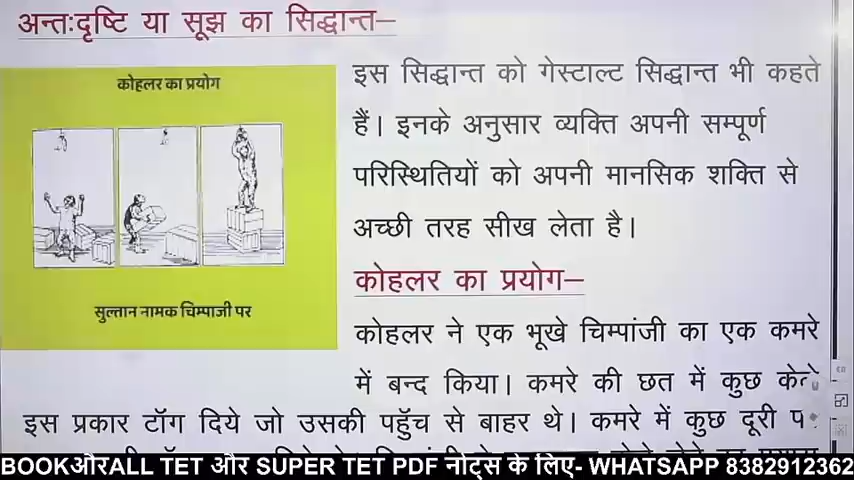 अन्तःदृष्टि या सूझ का सिद्धान्त–
कोहलर का प्रयोग
सुल्तान नामक चिम्पाजी पर
इस सिद्धान्त को गेस्टाल्ट सिद्धान्त भी कहते
हैं। इनके अनुसार व्यक्ति अपनी सम्पूर्ण
परिस्थितियों को अपनी मानसिक शक्ति से
अच्छी तरह सीख लेता है।
कोहलर का प्रयोग–
कोहलर ने एक भूखे चिम्पांजी का एक कमरे
में बन्द किया। कमरे की छत में कुछ केले
इस प्रकार टॉग दिये जो उसकी पहुँच से बाहर थे। कमरे में कुछ दूरी
BOOKऔरALL TET और SUPER TET PDF नोट्स के लिए- WHATSAPP 8382912362